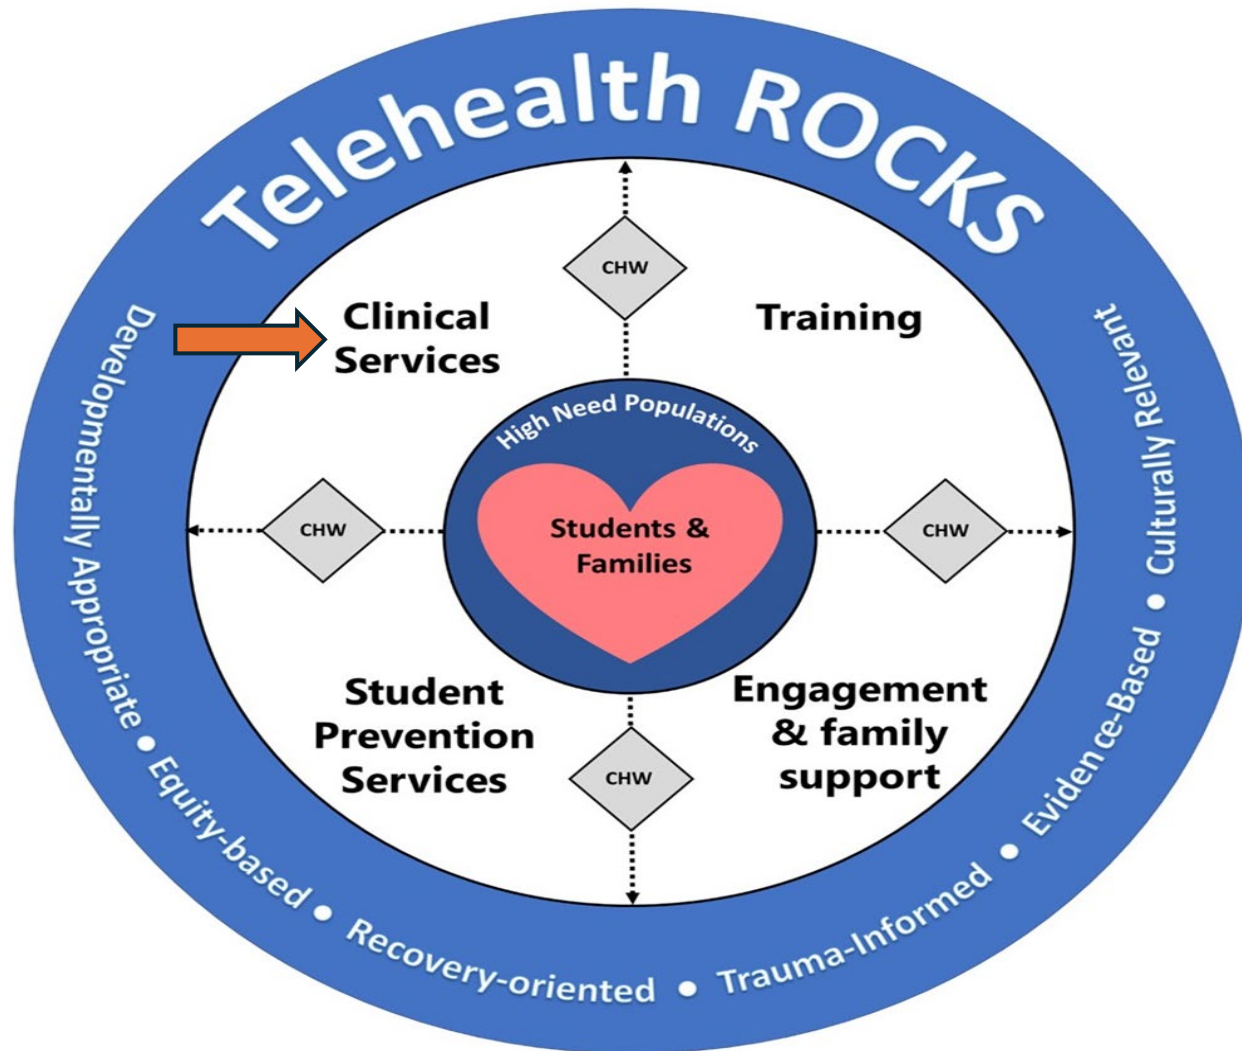 Telehealth ROCKS
CHW
Clinical
Services
Training
High Need Populations
CHW
Students &
Families
CHW
Student
Prevention
Services
Engagement
& family
support
CHW
Developmentally Appropriate • Equity-based • Recovery-oriented • Trauma-Informed • Evidence-Based • Culturally Relevant